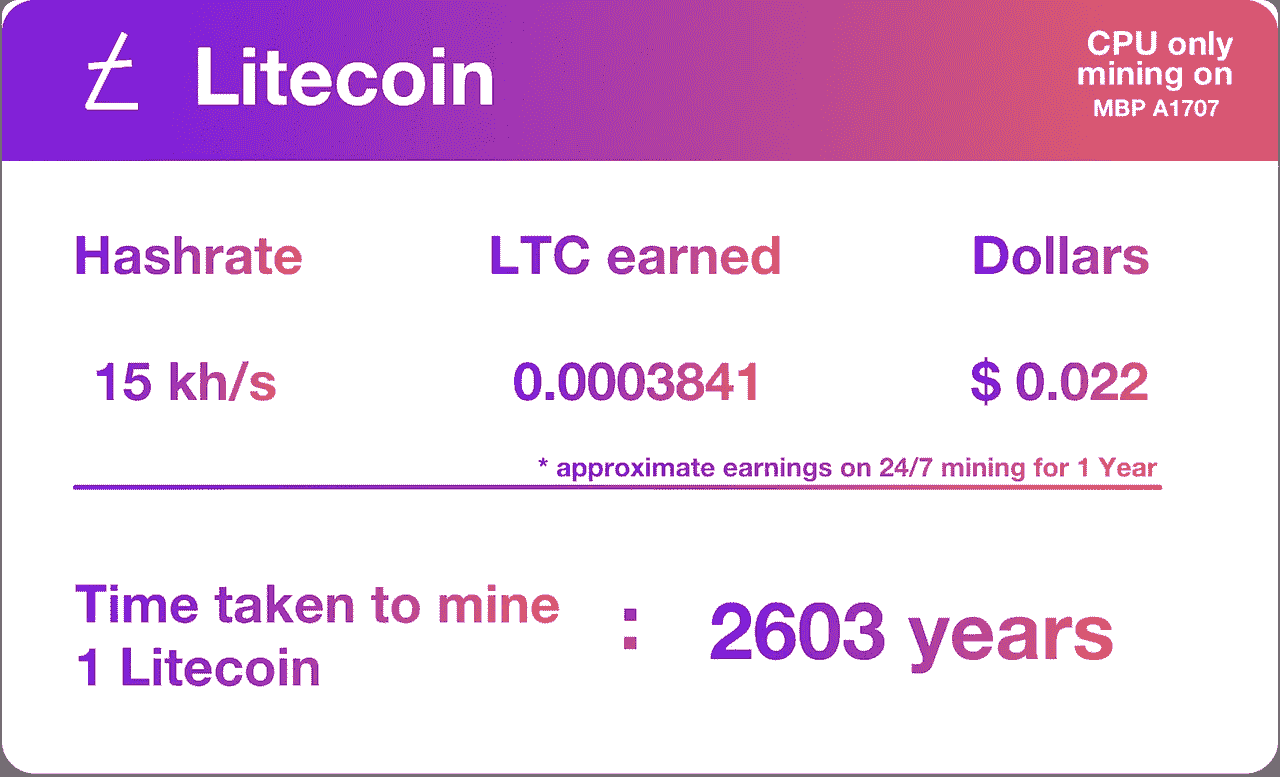 Litecoin
CPU only
mining on
MBP A1707
Hashrate
LTC earned
Dollars
15 kh/s
0.0003841
$ 0.022
* approximate earnings on 24/7 mining for 1 Year
Time taken to mine
1 Litecoin
:
2603 years